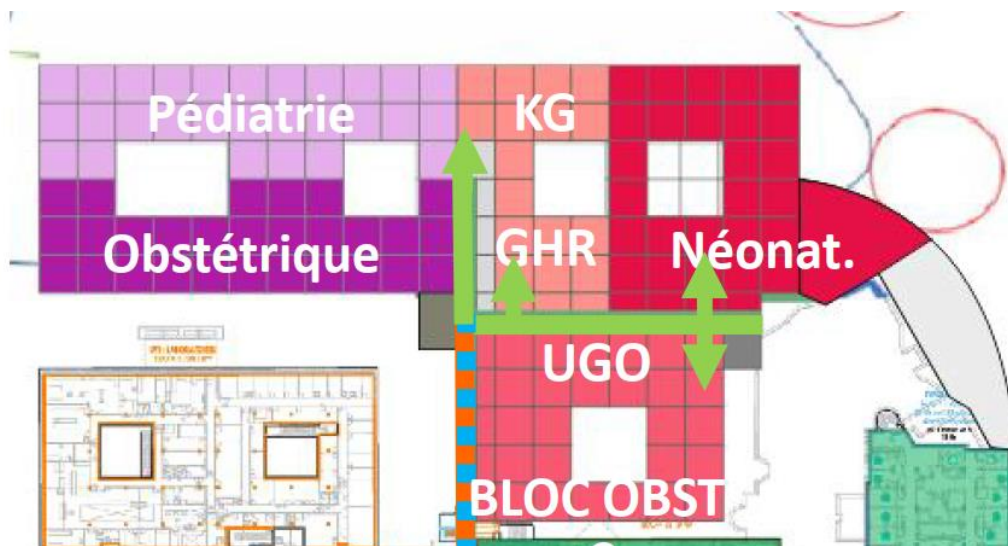 Pédiatrie
KG
Obstétrique
GHR
Néonat.
UGO
BLOC OBST